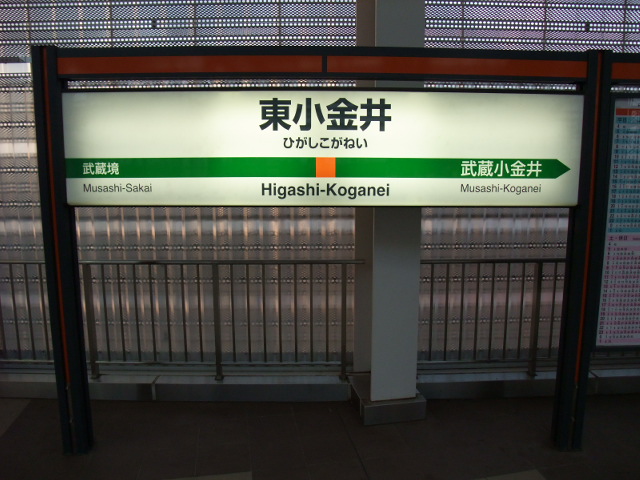 東小金井
ひがしこがねい
武蔵境
武蔵小金井
Musashi-Sakai
Higashi-Koganei
Musashi-Koganei